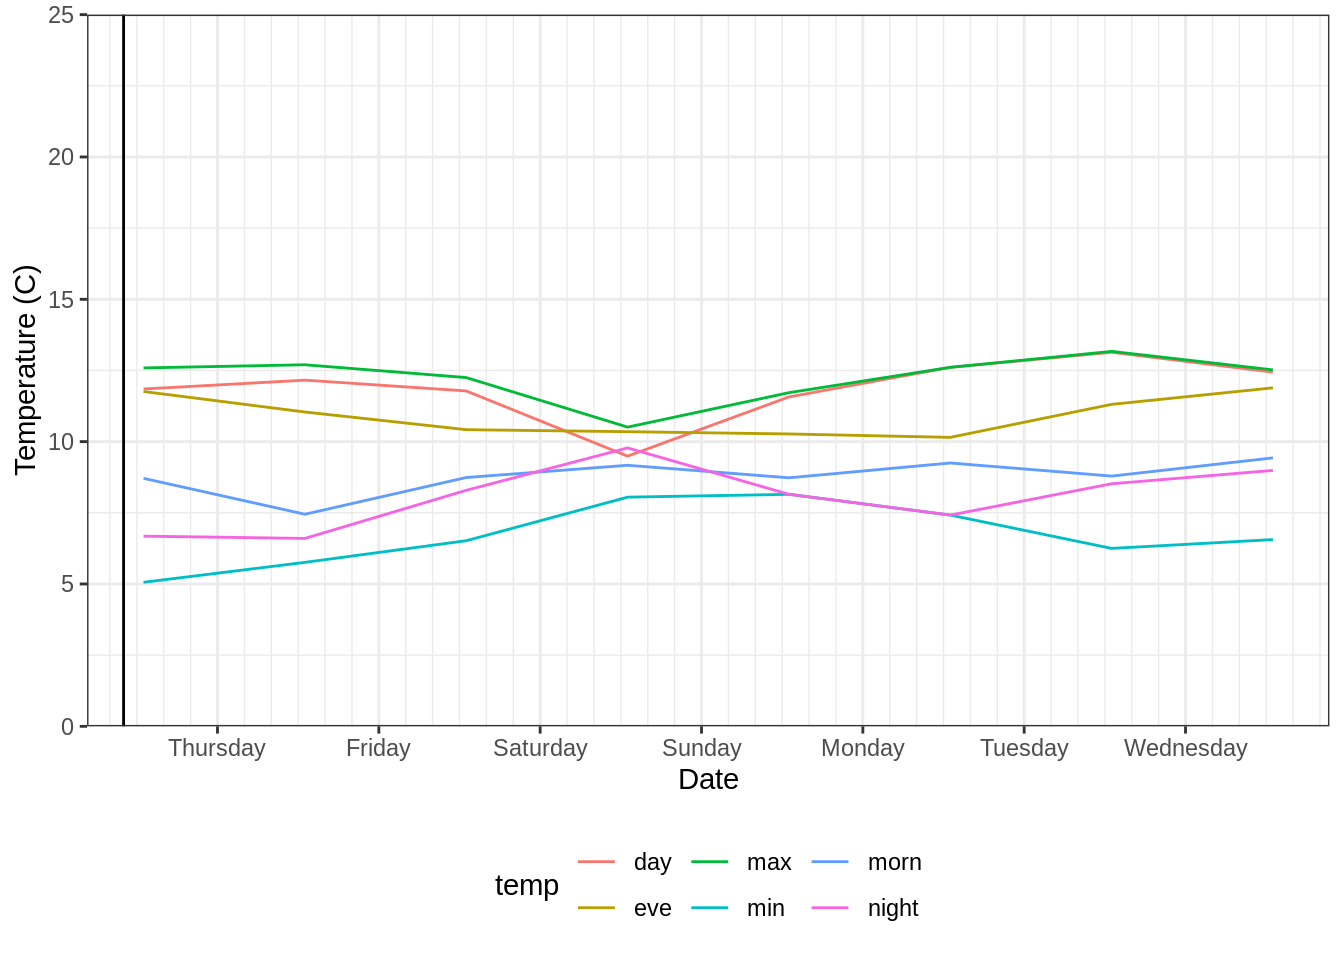 25
20
15
10
5
0
Temperature (C)
Thursday Friday Saturday Sunday Monday Tuesday Wednesday
Date
temp
day max morn
eve min night